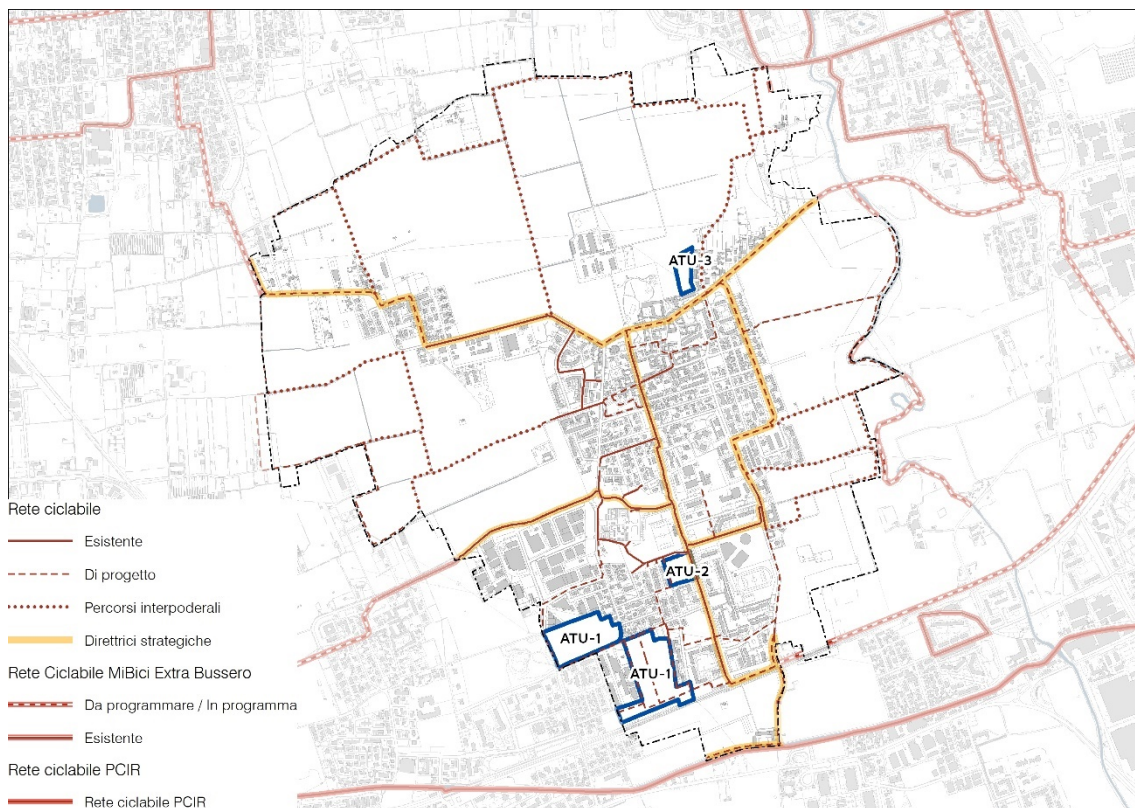 ATU-3
ATU-2
ATU-1
ATU-1
Rete ciclabile
Esistente
Di progetto
Percorsi interpoderali
Direttrici strategiche
Rete Ciclabile MiBici Extra Bussero
Da programmare / In programma
Esistente
Rete ciclabile PCIR
Rete ciclabile PCIR